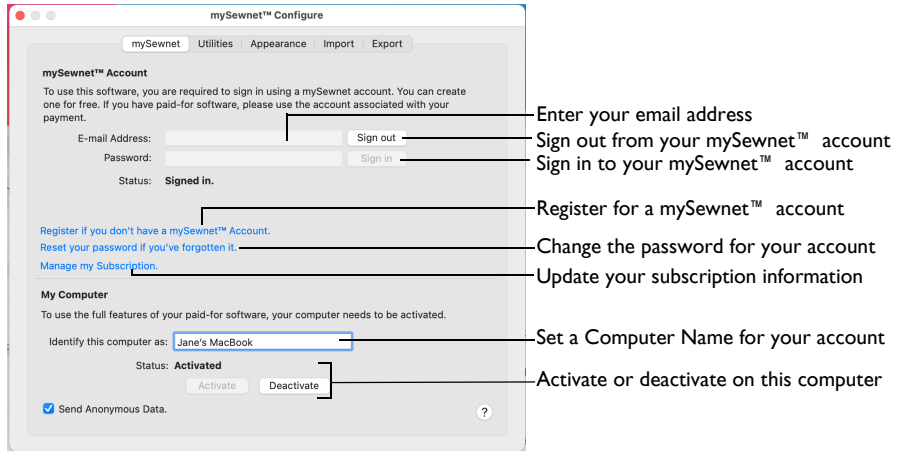 mySewnet™ Configure
mySewnet Utilities Appearance Import Export
mySewnet™ Account
To use this software, you are required to sign in using a mySewnet account. You can create
one for free. If you have paid-for software, please use the account associated with your
payment.
E-mail Address: Sign out
Password: Sign in
Status: Signed in.
Register if you don't have a mySewnet™ Account.
Reset your password if you've forgotten it.
Manage my Subscription.
My Computer
To use the full features of your paid-for software, your computer needs to be activated.
Identify this computer as: Jane's MacBook
Status: Activated
Activate Deactivate
Send Anonymous Data. ?
Enter your email address
Sign out from your mySewnet™ account
Sign in to your mySewnet™ account
Register for a mySewnet™ account
Change the password for your account
Update your subscription information
Set a Computer Name for your account
Activate or deactivate on this computer